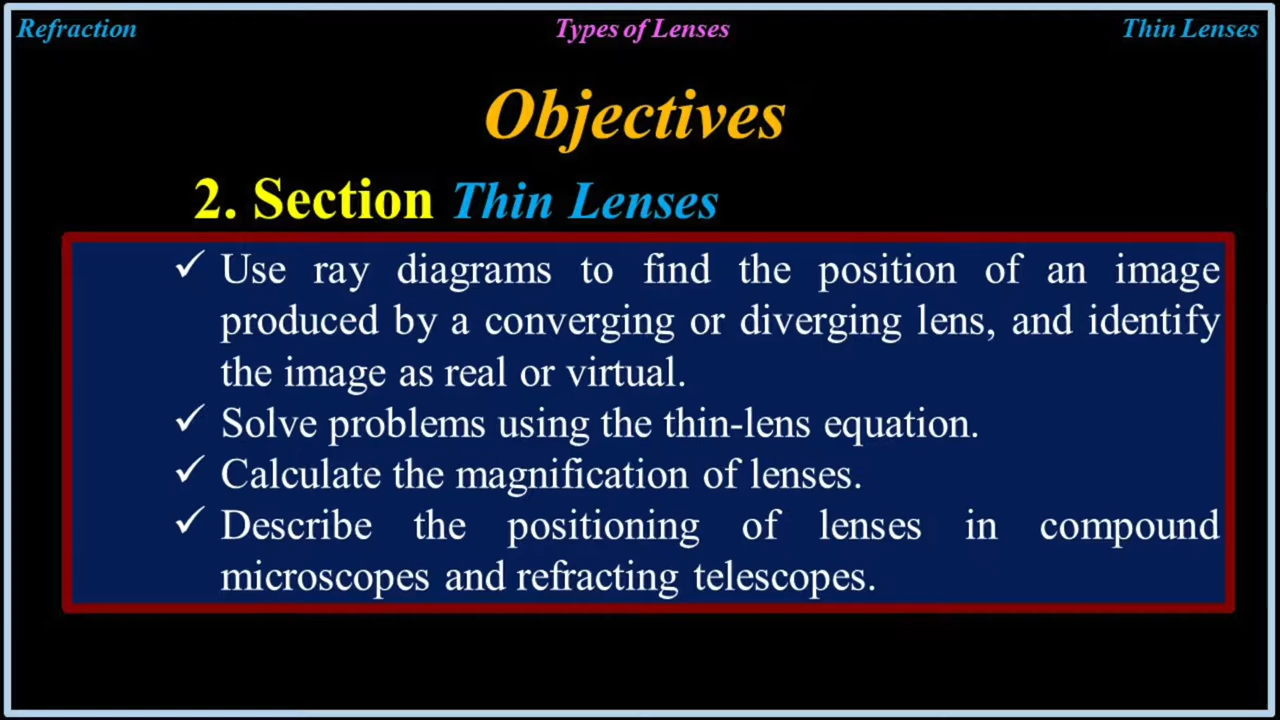 Refraction
Types of Lenses
Thin Lenses
Objectives
2. Section Thin Lenses
✓ Use ray diagrams to find the position of an image
produced by a converging or diverging lens, and identify
the image as real or virtual.
✓ Solve problems using the thin-lens equation.
✓ Calculate the magnification of lenses.
✓ Describe the positioning of lenses in compound
microscopes and refracting telescopes.